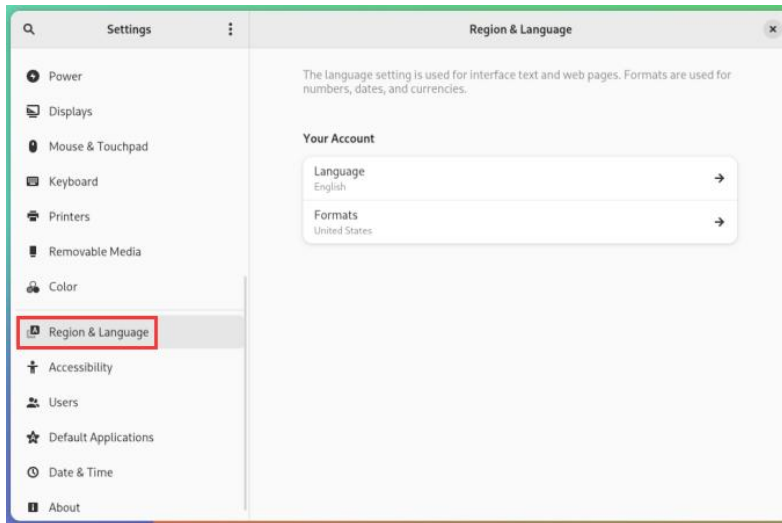 Settings
Region & Language
Power
Displays
Mouse & Touchpad
Keyboard
Printers
Removable Media
Color
Region & Language
Accessibility
Users
Default Applications
Date & Time
About
The language setting is used for interface text and web pages. Formats are used for
numbers, dates, and currencies.
Your Account
Language
English
Formats
United States